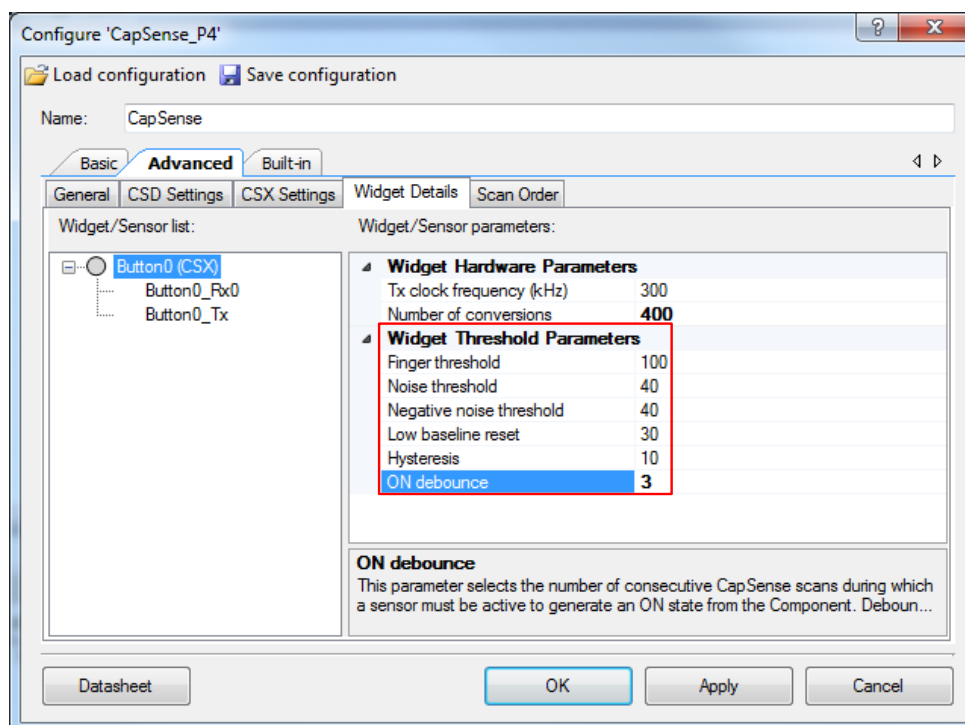 Configure 'CapSense_P4'
Load configuration Save configuration
Name: CapSense
Basic Advanced Built-in
General CSD Settings CSX Settings Widget Details Scan Order
Widget/Sensor list: Widget/Sensor parameters:
Button0 (CSX)
Button0_Rx0
Button0_Tx
Widget Hardware Parameters
Tx clock frequency (kHz) 300
Number of conversions 400
Widget Threshold Parameters
Finger threshold 100
Noise threshold 40
Negative noise threshold 40
Low baseline reset 30
Hysteresis 10
ON debounce 3
ON debounce
This parameter selects the number of consecutive CapSense scans during which
a sensor must be active to generate an ON state from the Component. Deboun...
Datasheet OK Apply Cancel